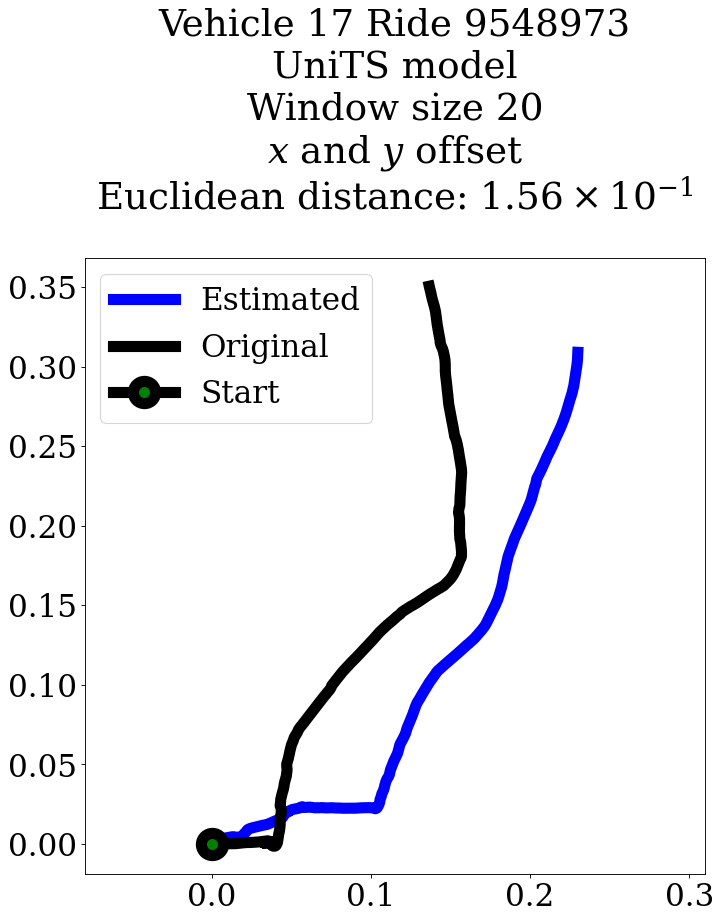 Vehicle 17 Ride 9548973
UniTS model
Window size 20
x and y offset
Euclidean distance: 1.56 × 10⁻¹
Estimated
Original
Start
0.35
0.30
0.25
0.20
0.15
0.10
0.05
0.00
0.0 0.1 0.2 0.3